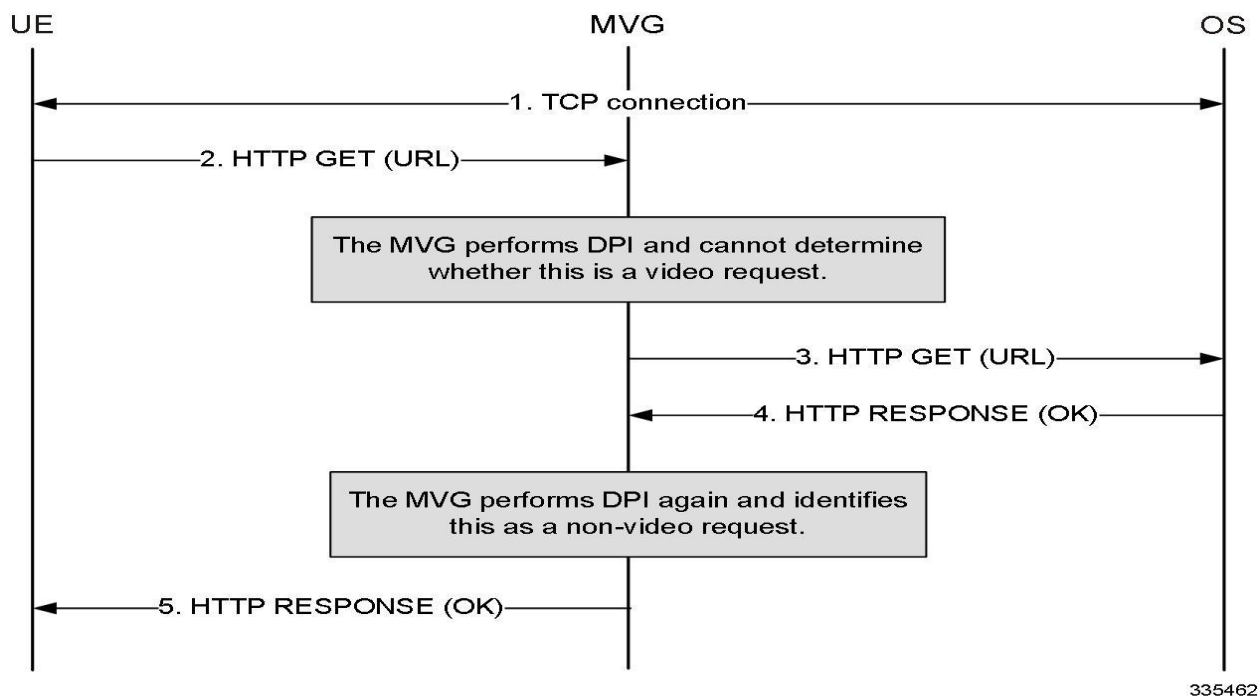 UE MVG OS
1. TCP connection
2. HTTP GET (URL)
The MVG performs DPI and cannot determine
whether this is a video request.
3. HTTP GET (URL)
4. HTTP RESPONSE (OK)
The MVG performs DPI again and identifies
this as a non-video request.
5. HTTP RESPONSE (OK)
335462